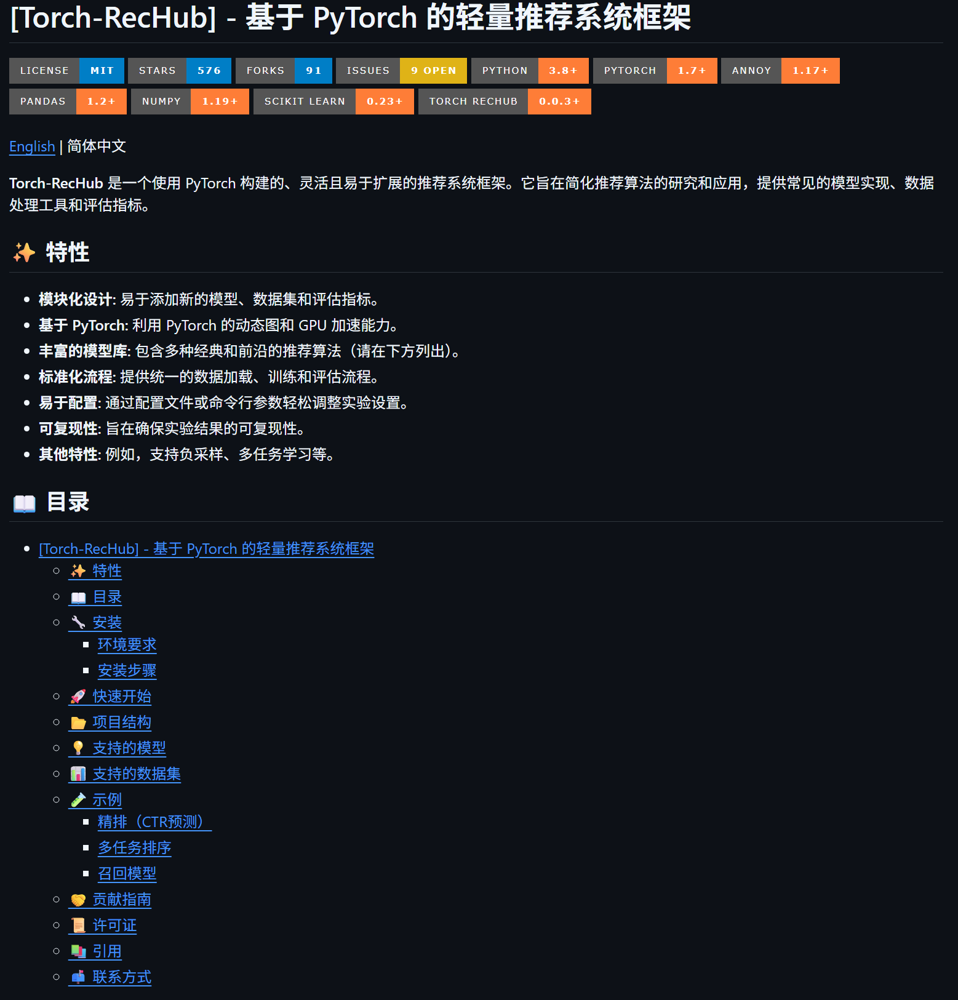 [Torch-RecHub] - 基于 PyTorch 的轻量推荐系统框架
LICENSE MIT STARS 576 FORKS 91 ISSUES 9 OPEN PYTHON 3.8+ PYTORCH 1.7+ ANNOY 1.17+
PANDAS 1.2+ NUMPY 1.19+ SCIKIT LEARN 0.23+ TORCH RECHUB 0.0.3+
English | 简体中文
Torch-RecHub 是一个使用 PyTorch 构建的、灵活且易于扩展的推荐系统框架。它旨在简化推荐算法的研究和应用，提供常见的模型实现、数据
处理工具和评估指标。
✨ 特性
• 模块化设计: 易于添加新的模型、数据集和评估指标。
• 基于 PyTorch: 利用 PyTorch 的动态图和 GPU 加速能力。
• 丰富的模型库: 包含多种经典和前沿的推荐算法（请在下方列出）。
• 标准化流程: 提供统一的数据加载、训练和评估流程。
• 易于配置: 通过配置文件或命令行参数轻松调整实验设置。
• 可复现性: 旨在确保实验结果的可复现性。
• 其他特性: 例如，支持负采样、多任务学习等。
📖 目录
• [Torch-RecHub] - 基于 PyTorch 的轻量推荐系统框架
◦ ✨ 特性
◦ 📖 目录
◦ 🔧 安装
▪ 环境要求
▪ 安装步骤
◦ 🚀 快速开始
◦ 📂 项目结构
◦ 💡 支持的模型
◦ 📊 支持的数据集
◦ 🧪 示例
▪ 精排（CTR预测）
▪ 多任务排序
▪ 召回模型
◦ 🤝 贡献指南
◦ 📜 许可证
◦ 📚 引用
◦ 📫 联系方式